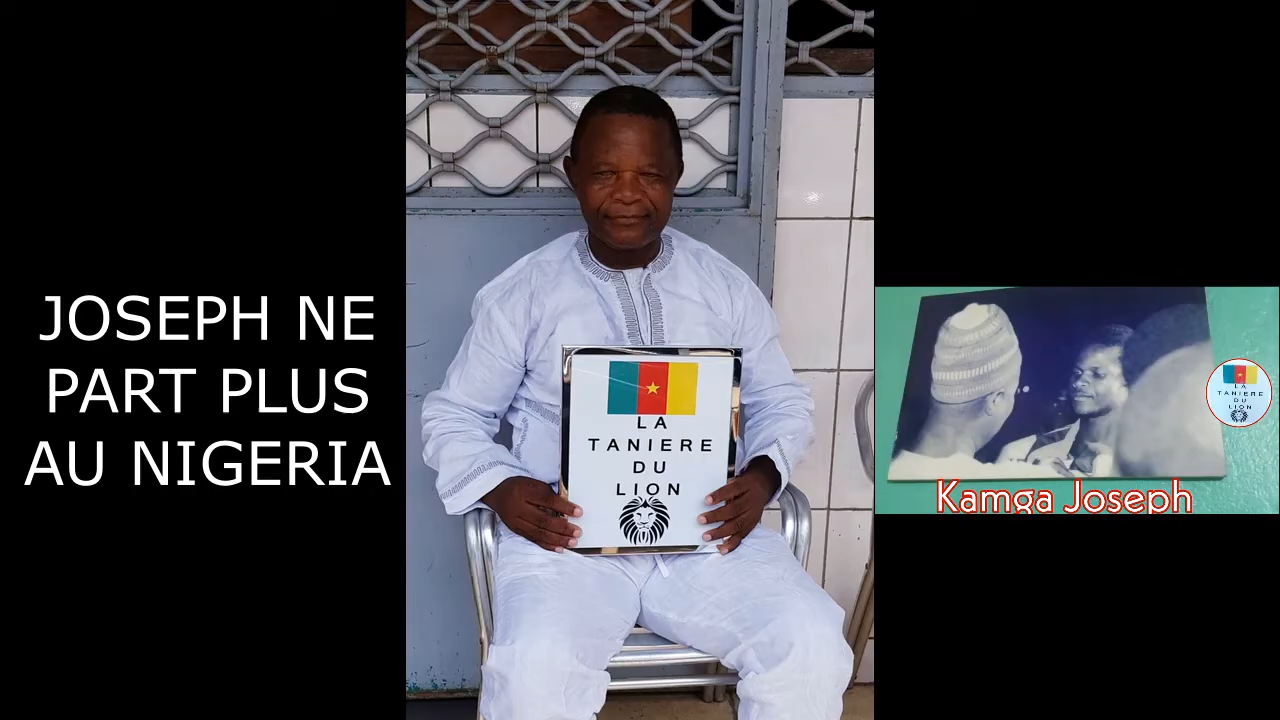 JOSEPH NE
PART PLUS
AU NIGERIA
LA
TANIERE
DU
LION
LA
TANIERE
DU
LION
Kamga Joseph